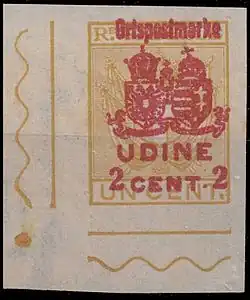 Ortspostmarke
UDINE
2 CENT. 2
UN CENT.